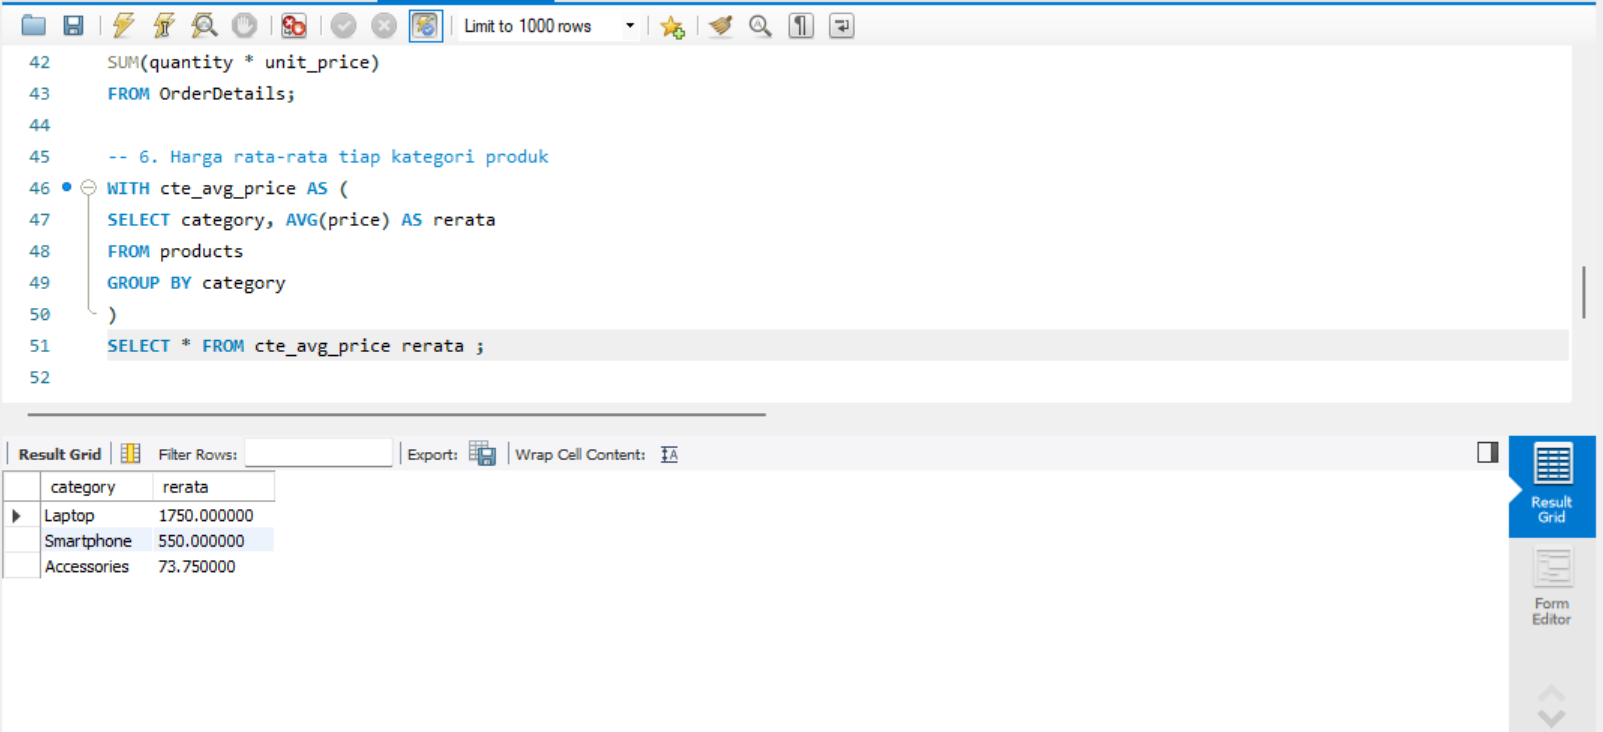 Limit to 1000 rows
42 SUM(quantity * unit_price)
43 FROM OrderDetails;
44
45 -- 6. Harga rata-rata tiap kategori produk
46 WITH cte_avg_price AS (
47 SELECT category, AVG(price) AS rerata
48 FROM products
49 GROUP BY category
50 )
51 SELECT * FROM cte_avg_price rerata ;
52
Result Grid Filter Rows: Export: Wrap Cell Content: IA
category rerata
Laptop 1750.000000
Smartphone 550.000000
Accessories 73.750000
Result
Grid
Form
Editor